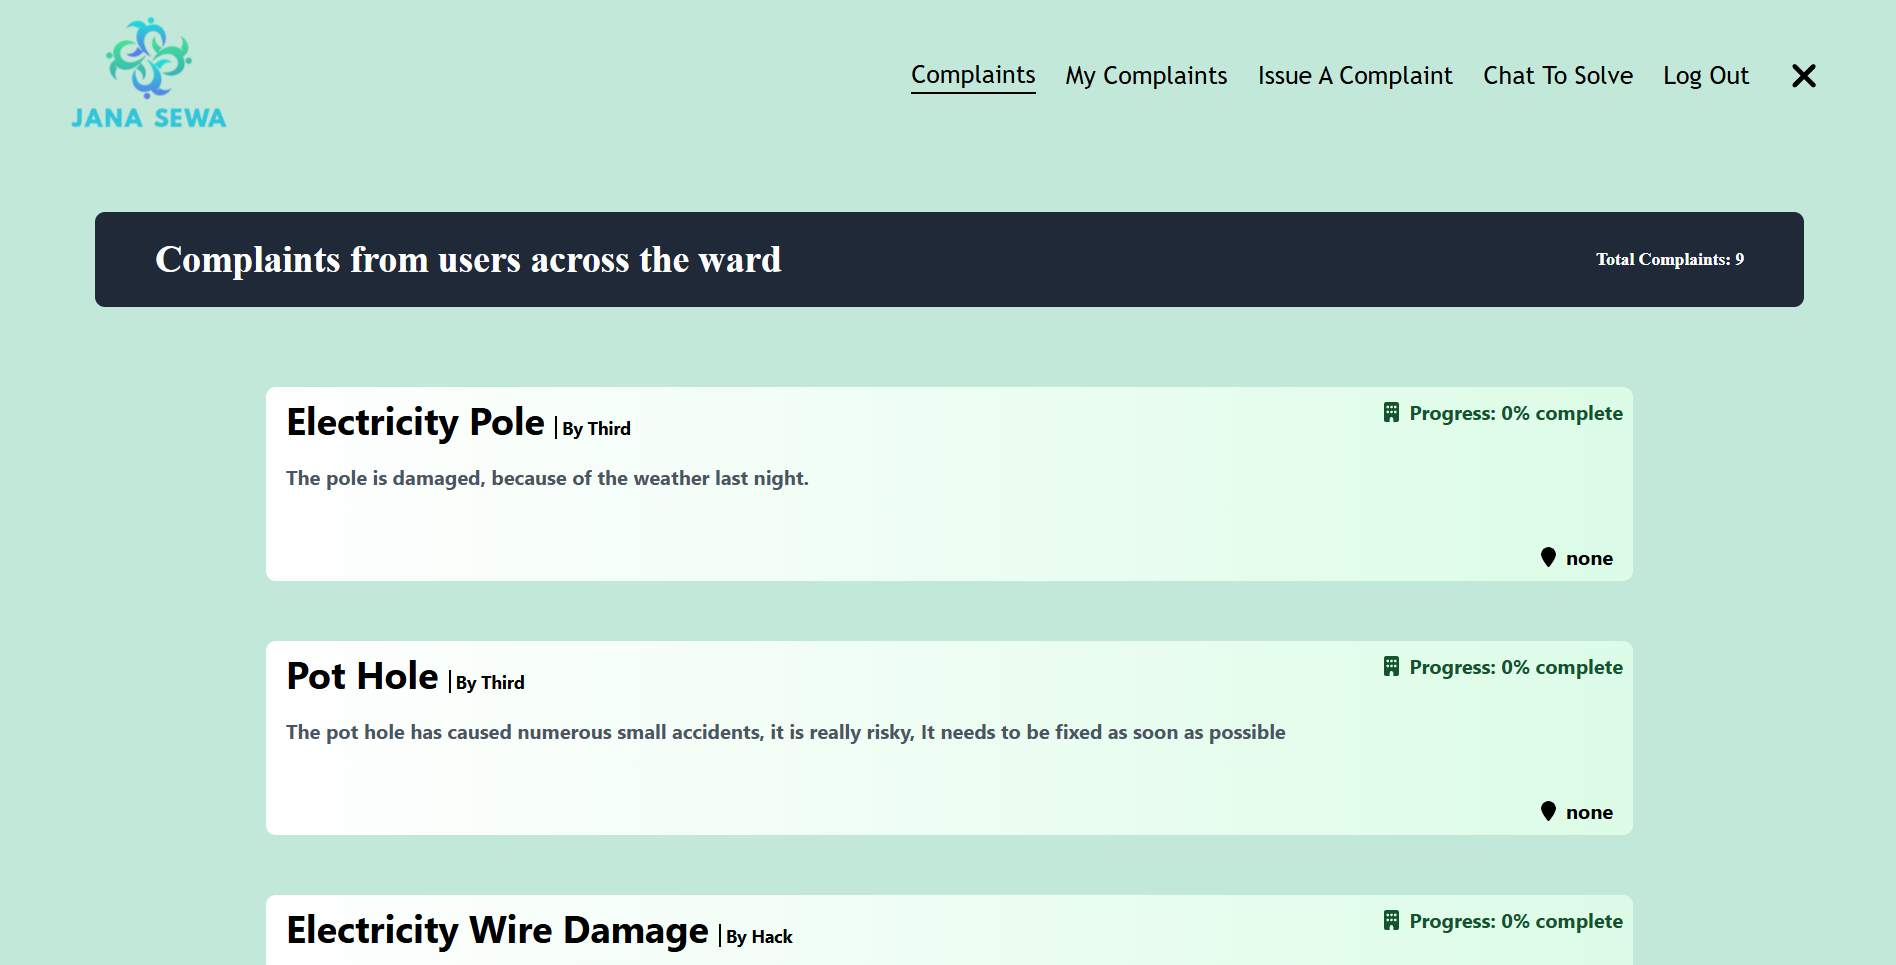 JANA SEWA
Complaints My Complaints Issue A Complaint Chat To Solve Log Out
Complaints from users across the ward
Total Complaints: 9
Electricity Pole | By Third
Progress: 0% complete
The pole is damaged, because of the weather last night.
none
Pot Hole | By Third
Progress: 0% complete
The pot hole has caused numerous small accidents, it is really risky, It needs to be fixed as soon as possible
none
Electricity Wire Damage | By Hack
Progress: 0% complete